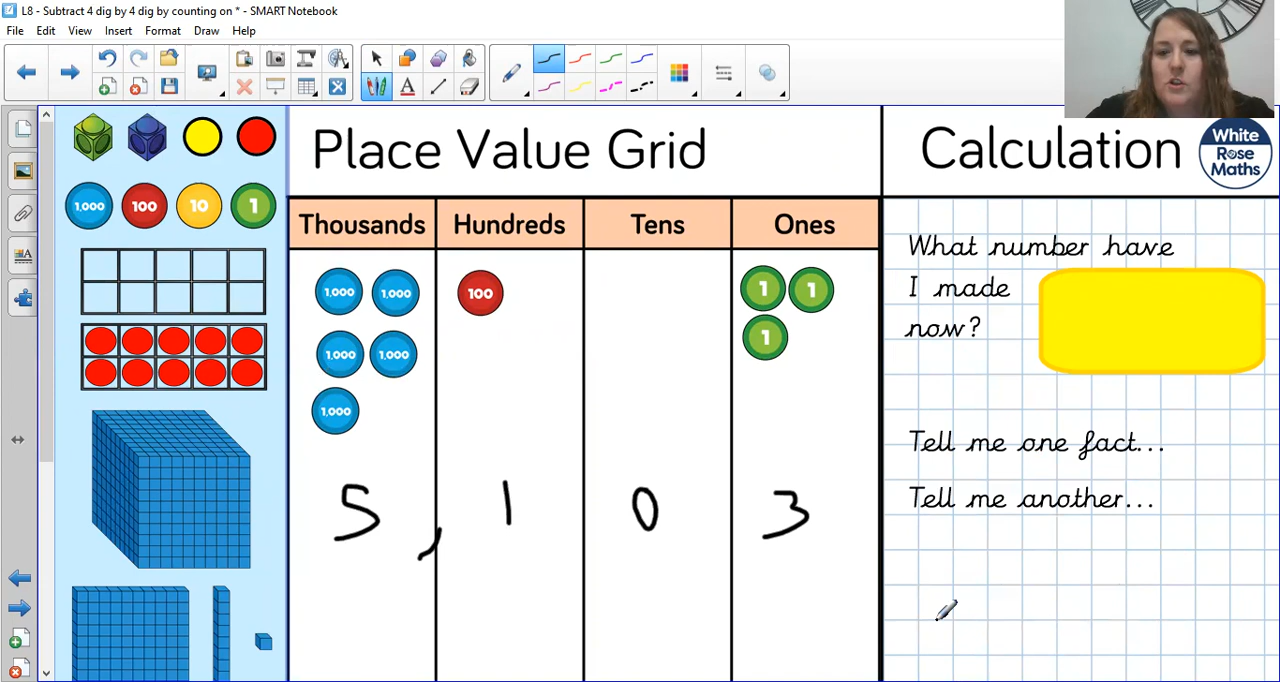 L8 - Subtract 4 dig by 4 dig by counting on * - SMART Notebook
File Edit View Insert Format Draw Help
Place Value Grid
Calculation
White Rose Maths
1,000 100 10 1
Thousands Hundreds Tens Ones
1,000 1,000 100 1 1
1,000 1,000 1
1,000
5,103
What number have
I made
now?
Tell me one fact...
Tell me another...